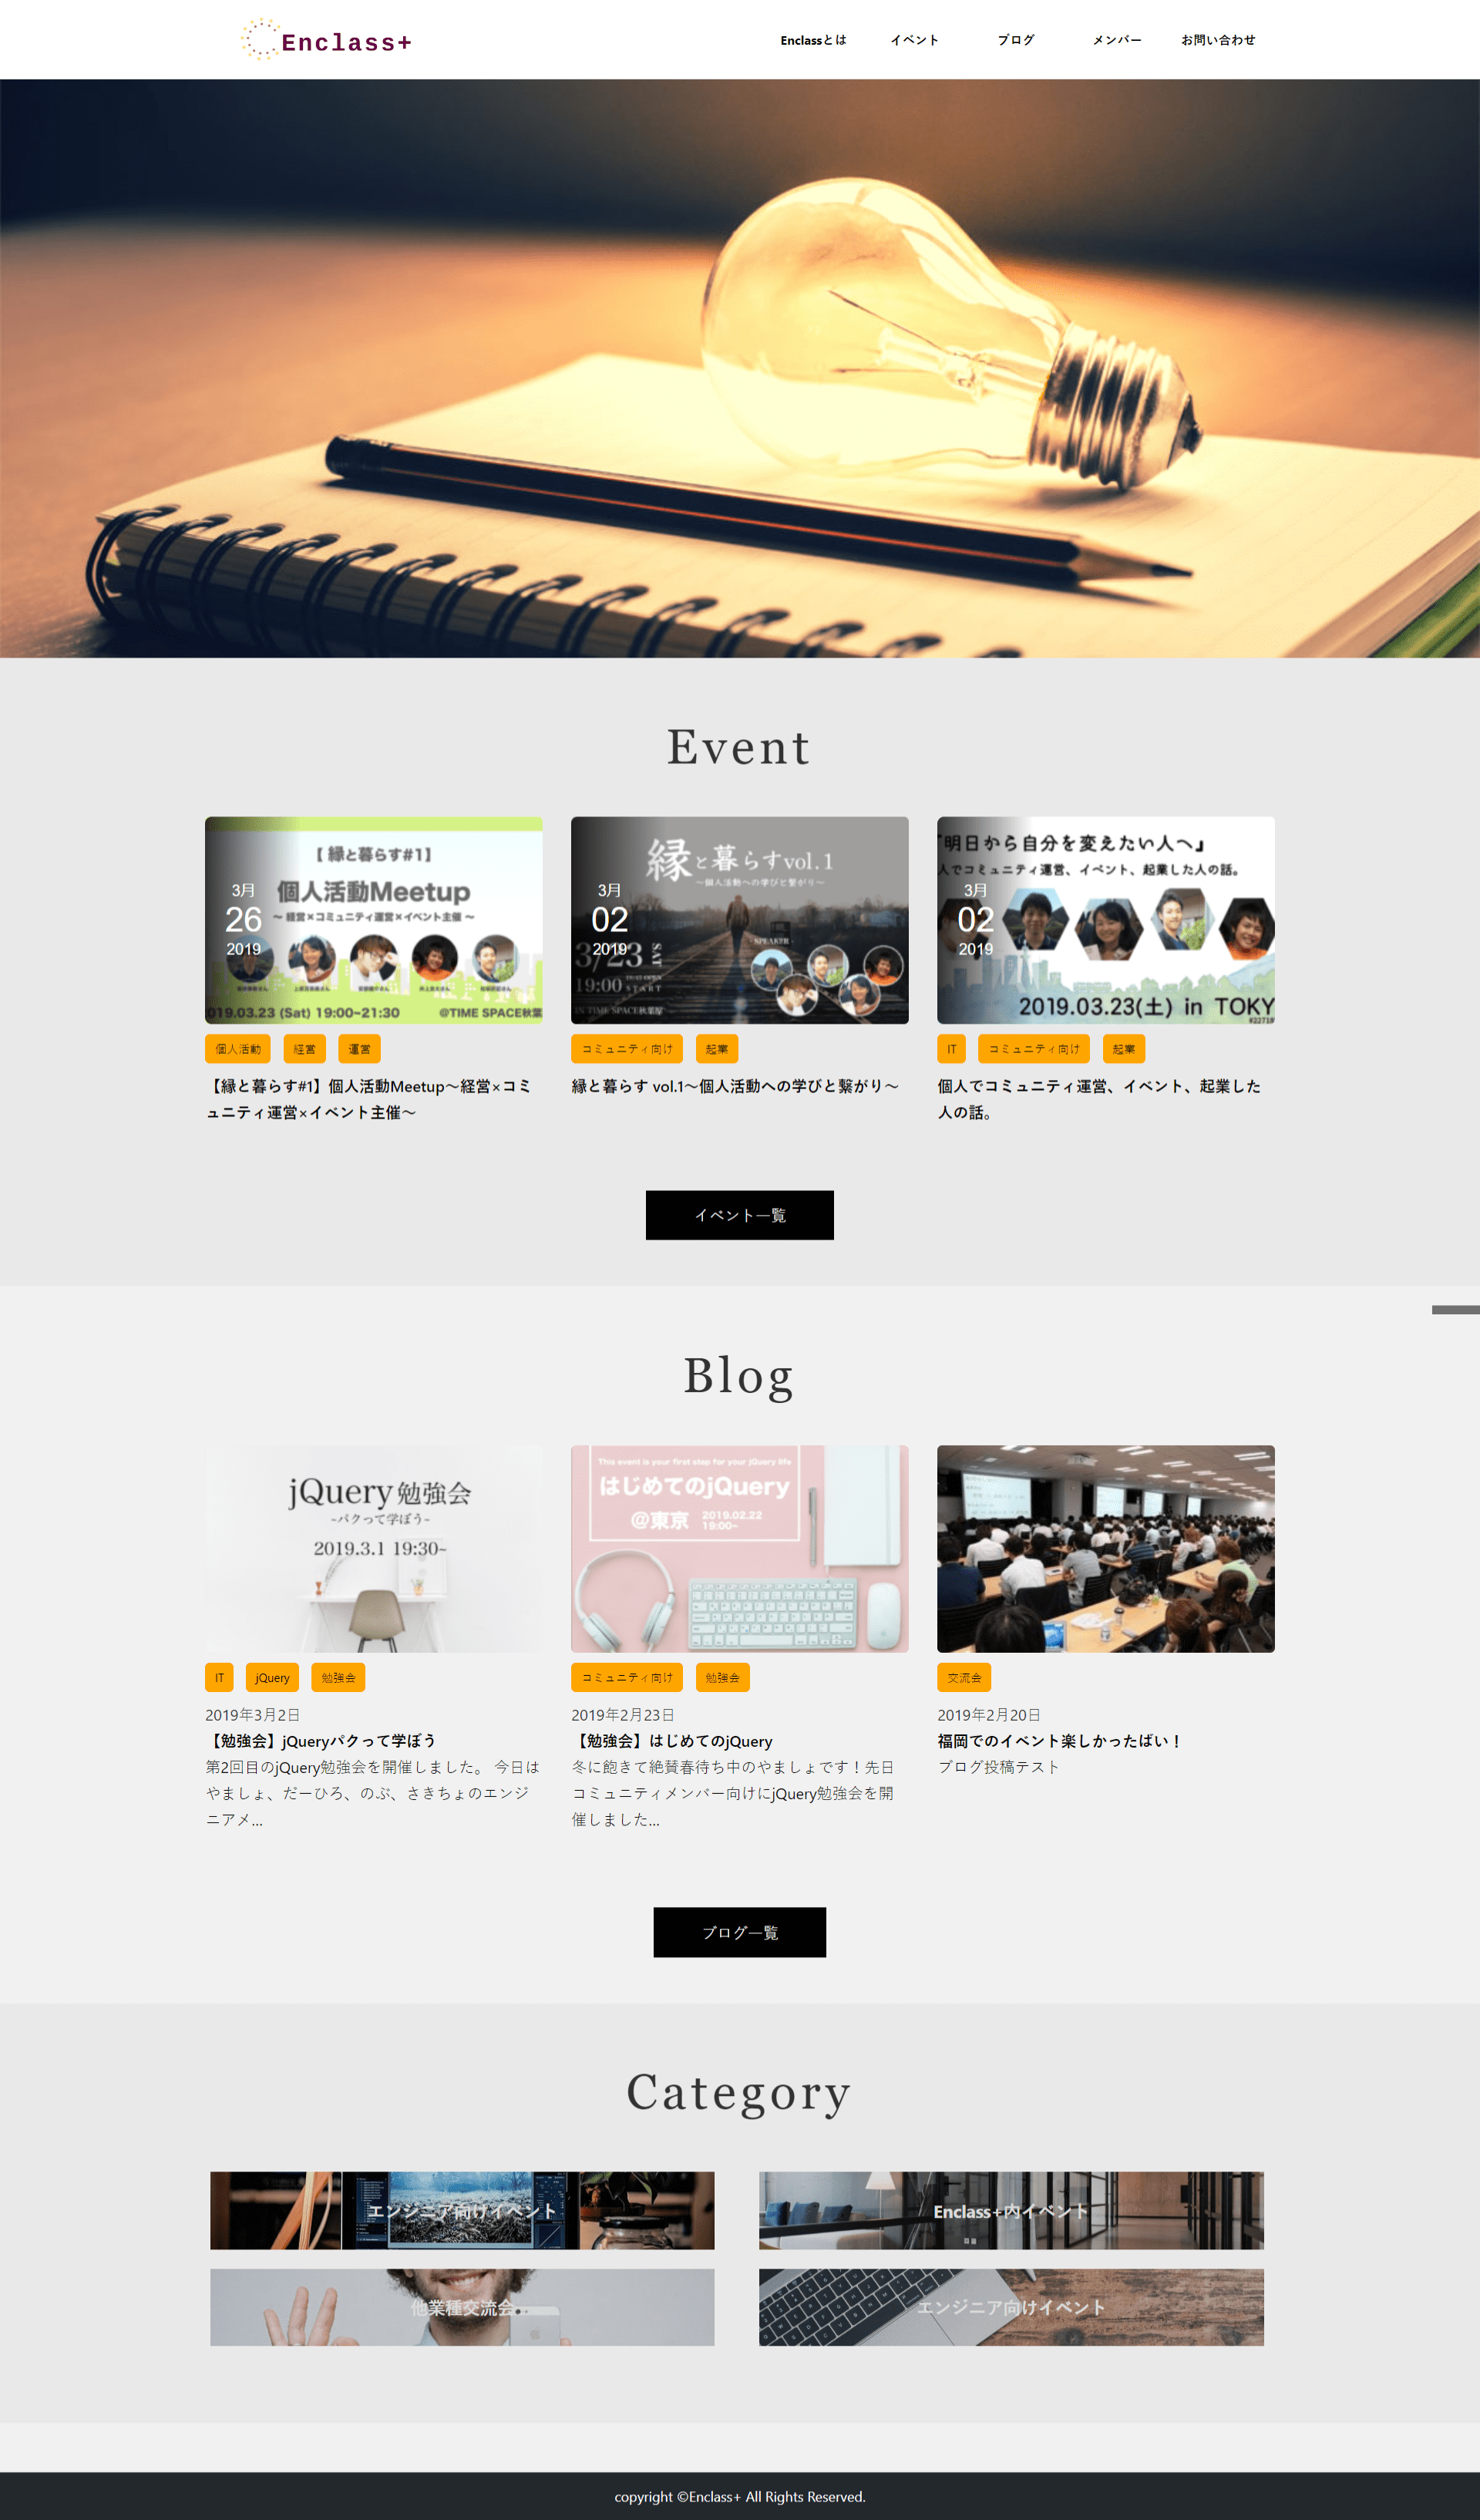 Enclass+
Enclassとは
イベント
ブログ
メンバー
お問い合わせ
Event
【 縁と暮らす#1】
個人活動Meetup
〜 経営×コミュニティ運営×イベント主催 〜
3月
26
2019
019.03.23 (Sat) 19:00~21:30
@TIME SPACE秋葉
個人活動
経営
運営
【縁と暮らす#1】個人活動Meetup〜経営×コミ
ュニティ運営×イベント主催〜
縁と暮らすvol.1
〜個人活動への学びと繋がり〜
3月
02
2019
3/23 SAT
SPEAKER
19:00
START
IN TIME SPACE秋葉原
コミュニティ向け
起業
縁と暮らす vol.1〜個人活動への学びと繋がり〜
『明日から自分を変えたい人へ』
人でコミュニティ運営、イベント、起業した人の話。
3月
02
2019
2019.03.23(土) in TOKY
IT
コミュニティ向け
起業
個人でコミュニティ運営、イベント、起業した
人の話。
イベント一覧
Blog
jQuery勉強会
~パクって学ぼう~
2019.3.1 19:30~
IT
jQuery
勉強会
2019年3月2日
【勉強会】jQueryパクって学ぼう
第2回目のjQuery勉強会を開催しました。 今日は
やましょ、だーひろ、のぶ、さきちょのエンジ
ニアメ...
This event is your first step for your jQuery life
はじめてのjQuery
@東京
2019.02.22
19:00~
コミュニティ向け
勉強会
2019年2月23日
【勉強会】はじめてのjQuery
冬に飽きて絶賛春待ち中のやましょです！先日
コミュニティメンバー向けにjQuery勉強会を開
催しました...
交流会
2019年2月20日
福岡でのイベント楽しかったばい！
ブログ投稿テスト
ブログ一覧
Category
エンジニア向けイベント
Enclass+内イベント
他業種交流会
エンジニア向けイベント
copyright ©Enclass+ All Rights Reserved.